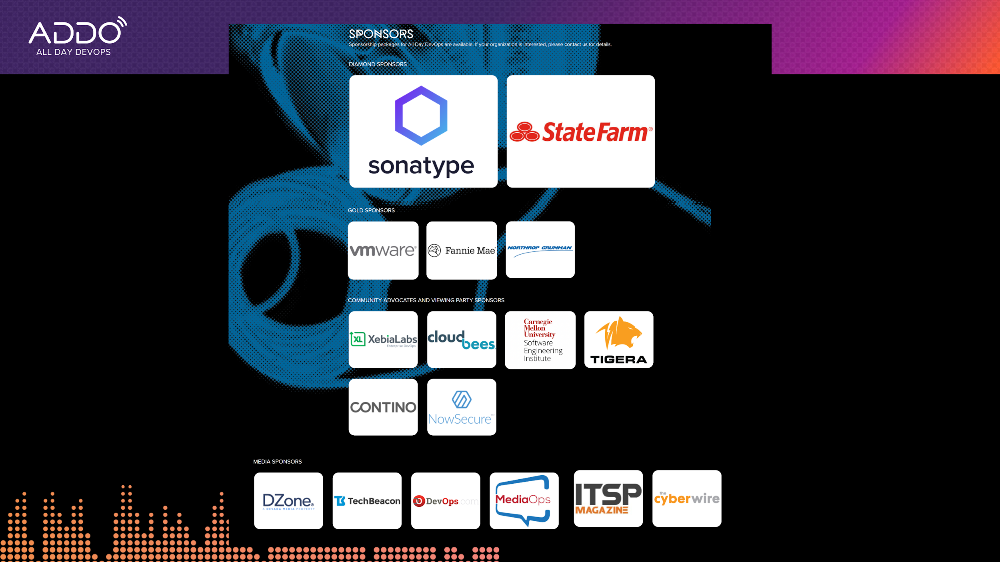 ADDO
ALL DAY DEVOPS
SPONSORS
Sponsorship packages for All Day DevOps are available. If your organization is interested, please contact us for details.
DIAMOND SPONSORS
sonatype
StateFarm®
GOLD SPONSORS
vmware®
Fannie Mae
NORTHROP GRUMMAN
COMMUNITY ADVOCATES AND VIEWING PARTY SPONSORS
XL XebiaLabs
Enterprise DevOps
cloudbees
Carnegie
Mellon
University
Software
Engineering
Institute
TIGERA
CONTINO
NowSecure™
MEDIA SPONSORS
DZone®
A DEVADA MEDIA PROPERTY
TechBeacon
DevOps.com
MediaOps
ITSP
MAGAZINE
the
cyberwire